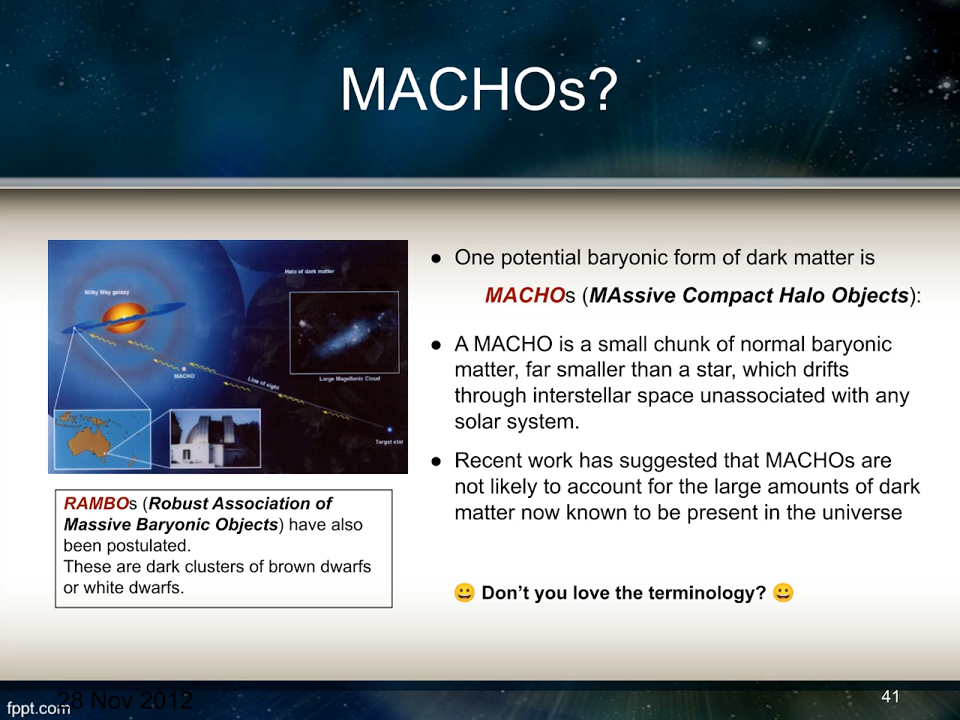 MACHOs?
Milky Way galaxy
Halo of dark matter
MACHO
Line of sight
Large Magellanic Cloud
Target star
RAMBOs (Robust Association of
Massive Baryonic Objects) have also
been postulated.
These are dark clusters of brown dwarfs
or white dwarfs.
● One potential baryonic form of dark matter is
MACHOs (MAssive Compact Halo Objects):
● A MACHO is a small chunk of normal baryonic
matter, far smaller than a star, which drifts
through interstellar space unassociated with any
solar system.
● Recent work has suggested that MACHOs are
not likely to account for the large amounts of dark
matter now known to be present in the universe
😀 Don’t you love the terminology? 😀
28 Nov 2012
fppt.com
41